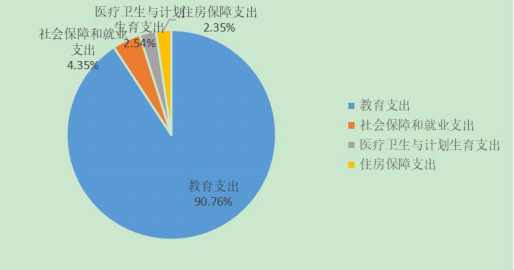 医疗卫生与计划
生育支出
2.54%
住房保障支出
2.35%
社会保障和就业
支出
4.35%
教育支出
90.76%
教育支出
社会保障和就业支出
医疗卫生与计划生育支出
住房保障支出